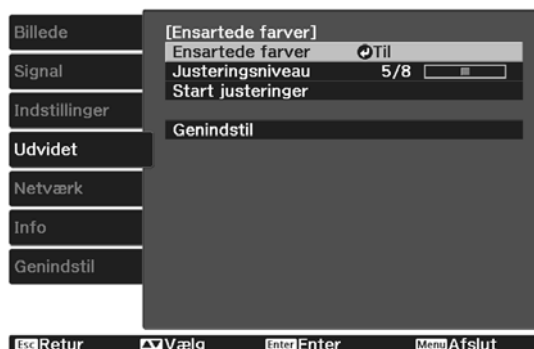 Billede
Signal
Indstillinger
Udvidet
Netværk
Info
Genindstil
[Ensartede farver]
Ensartede farver Til
Justeringsniveau 5/8
Start justeringer
Genindstil
Esc Retur Vælg Enter Enter Menu Afslut